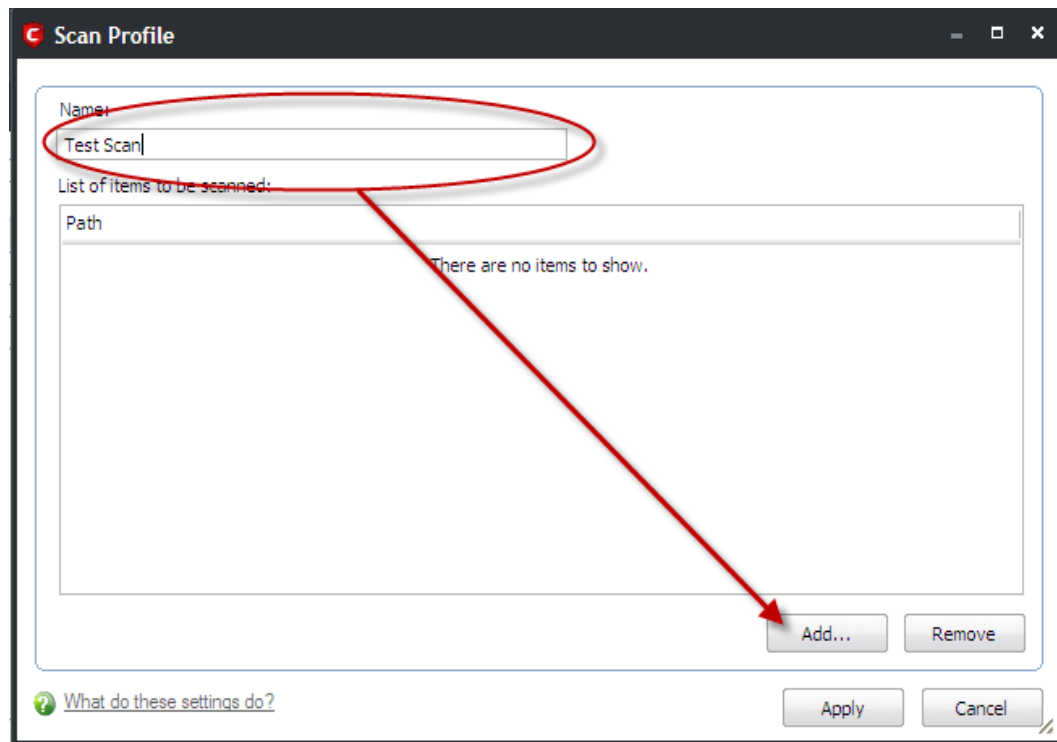 Scan Profile
Name:
Test Scan
List of items to be scanned:
Path
There are no items to show.
Add...
Remove
What do these settings do?
Apply
Cancel